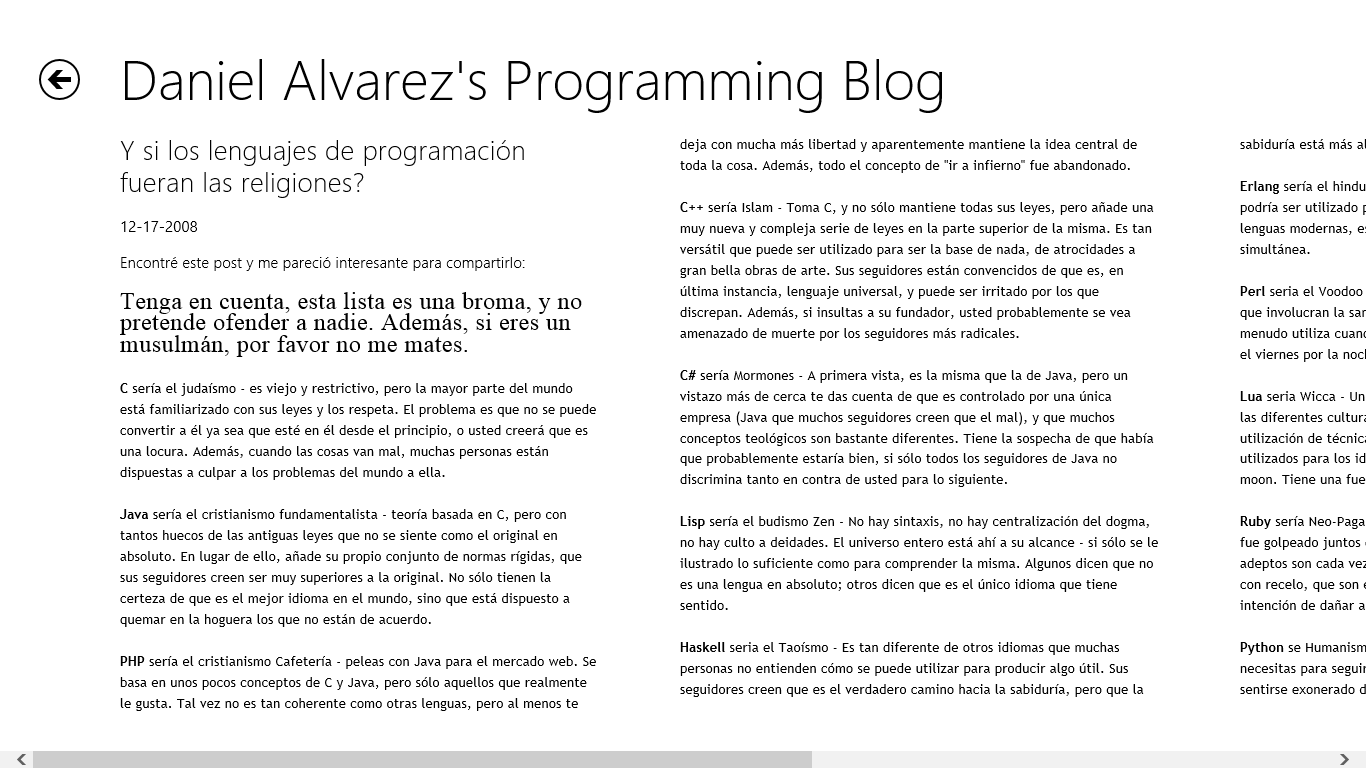 Daniel Alvarez's Programming Blog
Y si los lenguajes de programación
fueran las religiones?
12-17-2008
Encontré este post y me pareció interesante para compartirlo:
Tenga en cuenta, esta lista es una broma, y no
pretende ofender a nadie. Además, si eres un
musulmán, por favor no me mates.
C sería el judaísmo - es viejo y restrictivo, pero la mayor parte del mundo
está familiarizado con sus leyes y los respeta. El problema es que no se puede
convertir a él ya sea que esté en él desde el principio, o usted creerá que es
una locura. Además, cuando las cosas van mal, muchas personas están
dispuestas a culpar a los problemas del mundo a ella.
Java sería el cristianismo fundamentalista - teoría basada en C, pero con
tantos huecos de las antiguas leyes que no se siente como el original en
absoluto. En lugar de ello, añade su propio conjunto de normas rígidas, que
sus seguidores creen ser muy superiores a la original. No sólo tienen la
certeza de que es el mejor idioma en el mundo, sino que está dispuesto a
quemar en la hoguera los que no están de acuerdo.
PHP sería el cristianismo Cafetería - peleas con Java para el mercado web. Se
basa en unos pocos conceptos de C y Java, pero sólo aquellos que realmente
le gusta. Tal vez no es tan coherente como otras lenguas, pero al menos te
deja con mucha más libertad y aparentemente mantiene la idea central de
toda la cosa. Además, todo el concepto de "ir a infierno" fue abandonado.
C++ sería Islam - Toma C, y no sólo mantiene todas sus leyes, pero añade una
muy nueva y compleja serie de leyes en la parte superior de la misma. Es tan
versátil que puede ser utilizado para ser la base de nada, de atrocidades a
gran bella obras de arte. Sus seguidores están convencidos de que es, en
última instancia, lenguaje universal, y puede ser irritado por los que
discrepan. Además, si insultas a su fundador, usted probablemente se vea
amenazado de muerte por los seguidores más radicales.
C# sería Mormones - A primera vista, es la misma que la de Java, pero un
vistazo más de cerca te das cuenta de que es controlado por una única
empresa (Java que muchos seguidores creen que el mal), y que muchos
conceptos teológicos son bastante diferentes. Tiene la sospecha de que había
que probablemente estaría bien, si sólo todos los seguidores de Java no
discrimina tanto en contra de usted para lo siguiente.
Lisp sería el budismo Zen - No hay sintaxis, no hay centralización del dogma,
no hay culto a deidades. El universo entero está ahí a su alcance - si sólo se le
ilustrado lo suficiente como para comprender la misma. Algunos dicen que no
es una lengua en absoluto; otros dicen que es el único idioma que tiene
sentido.
Haskell seria el Taoísmo - Es tan diferente de otros idiomas que muchas
personas no entienden cómo se puede utilizar para producir algo útil. Sus
seguidores creen que es el verdadero camino hacia la sabiduría, pero que la
sabiduría está más al
Erlang sería el hindu
podría ser utilizado p
lenguas modernas, es
simultánea.
Perl seria el Voodoo
que involucran la san
menudo utiliza cuand
el viernes por la noch
Lua seria Wicca - Un
las diferentes cultura
utilización de técnica
utilizados para los id
moon. Tiene una fue
Ruby sería Neo-Paga
fue golpeado juntos
adeptos son cada vez
con recelo, que son e
intención de dañar a
Python se Humanism
necesitas para seguir
sentirse exonerado d